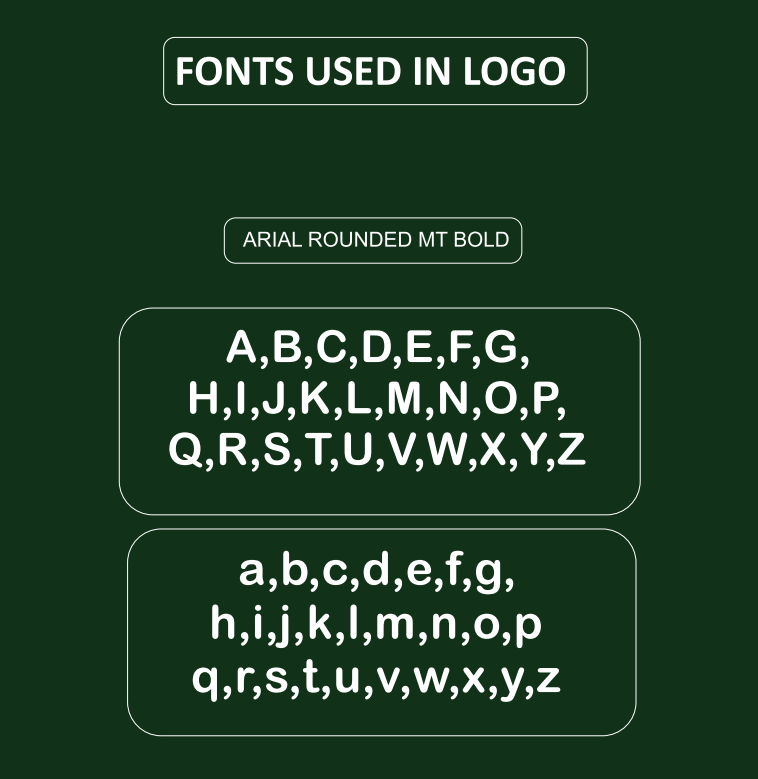 FONTS USED IN LOGO
ARIAL ROUNDED MT BOLD
A,B,C,D,E,F,G,
H,I,J,K,L,M,N,O,P,
Q,R,S,T,U,V,W,X,Y,Z
a,b,c,d,e,f,g,
h,i,j,k,l,m,n,o,p
q,r,s,t,u,v,w,x,y,z